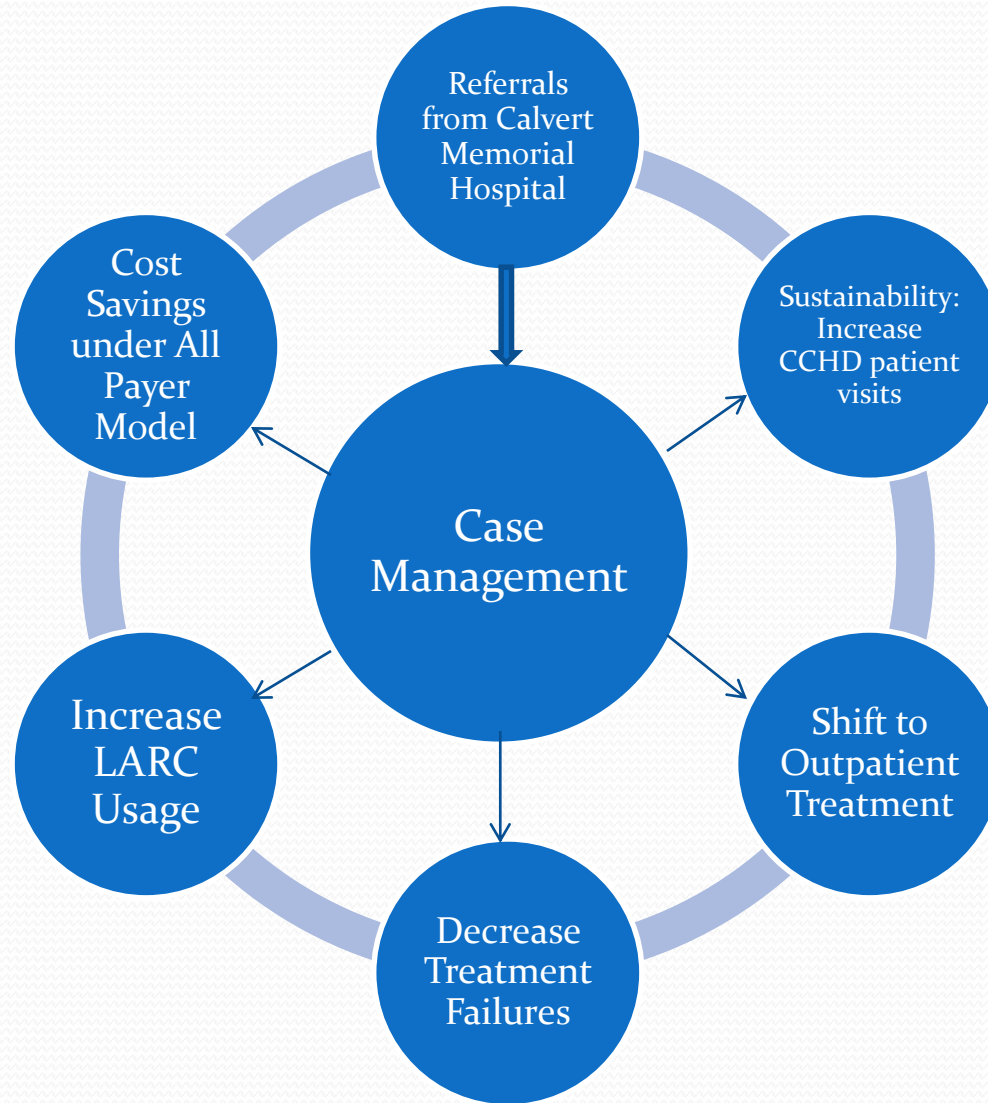 Referrals
from Calvert
Memorial
Hospital
Cost
Savings
under All
Payer
Model
Sustainability:
Increase
CCHD patient
visits
Case
Management
Increase
LARC
Usage
Shift to
Outpatient
Treatment
Decrease
Treatment
Failures